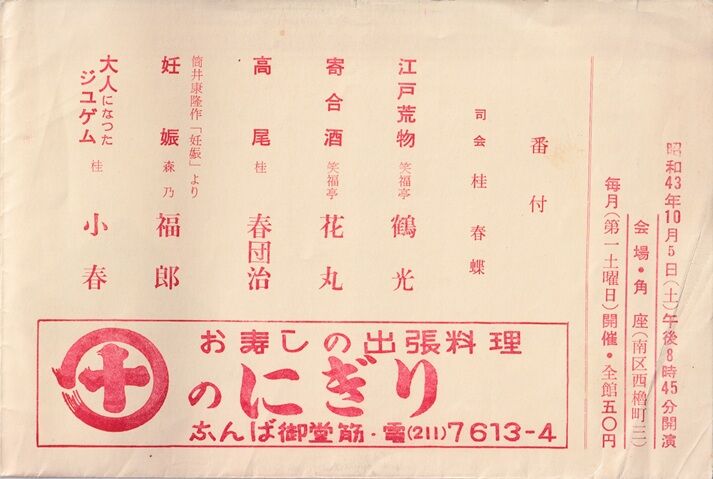 昭和43年10月5日(土)午後8時45分開演
会場・角座(南区西櫓町三)
毎月(第一土曜日)開催・全館五〇円
番付
司会 桂春蝶
江戸荒物 笑福亭 鶴光
寄合酒 笑福亭 花丸
高尾 桂 春団治
筒井康隆作「妊娠」より
妊娠 森乃 福郎
大人になつたジユゲム 桂 小春
お寿しの出張料理
十のにぎり
なんば御堂筋・電(211)7613-4